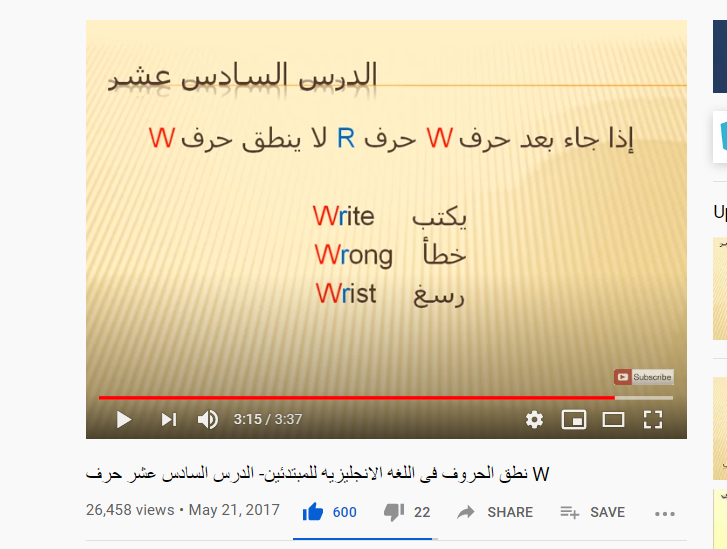 الدرس السادس عشر
إذا جاء بعد حرف W حرف R لا ينطق حرف W
Write يكتب
Wrong خطأ
Wrist رسغ
Subscribe
3:15 / 3:37
نطق الحروف فى اللغه الانجليزيه للمبتدئين- الدرس السادس عشر حرف W
26,458 views • May 21, 2017 600 22 SHARE SAVE
Up